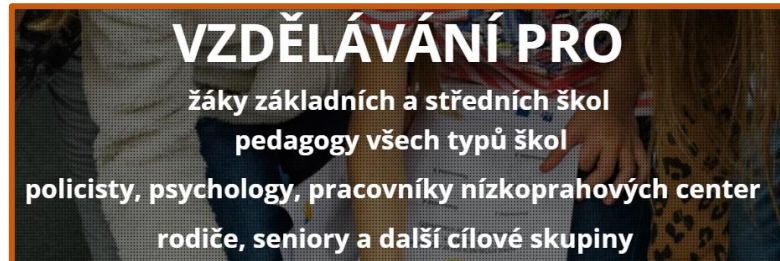 VZDĚLÁVÁNÍ PRO
žáky základních a středních škol
pedagogy všech typů škol
policisty, psychology, pracovníky nízkoprahových center
rodiče, seniory a další cílové skupiny